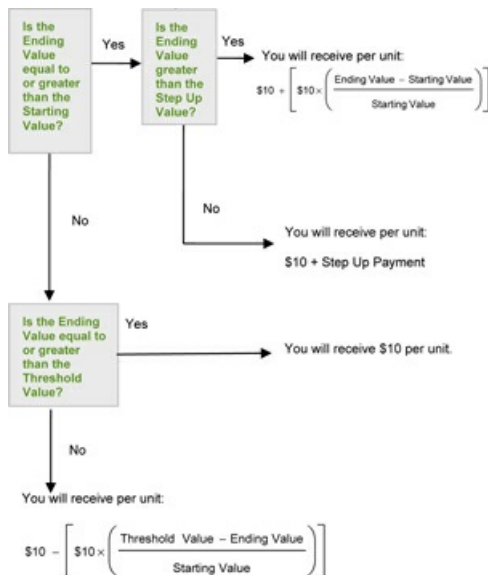 Is the
Ending
Value
equal to
or greater
than the
Starting
Value?
Yes
Is the
Ending
Value
greater
than the
Step Up
Value?
Yes
You will receive per unit:
$10 + [ $10 × ( Ending Value − Starting Value
Starting Value ) ]
No
No
You will receive per unit:
$10 + Step Up Payment
Is the Ending
Value equal to
or greater
than the
Threshold
Value?
Yes
You will receive $10 per unit.
No
You will receive per unit:
$10 − [ $10 × ( Threshold Value − Ending Value
Starting Value ) ]